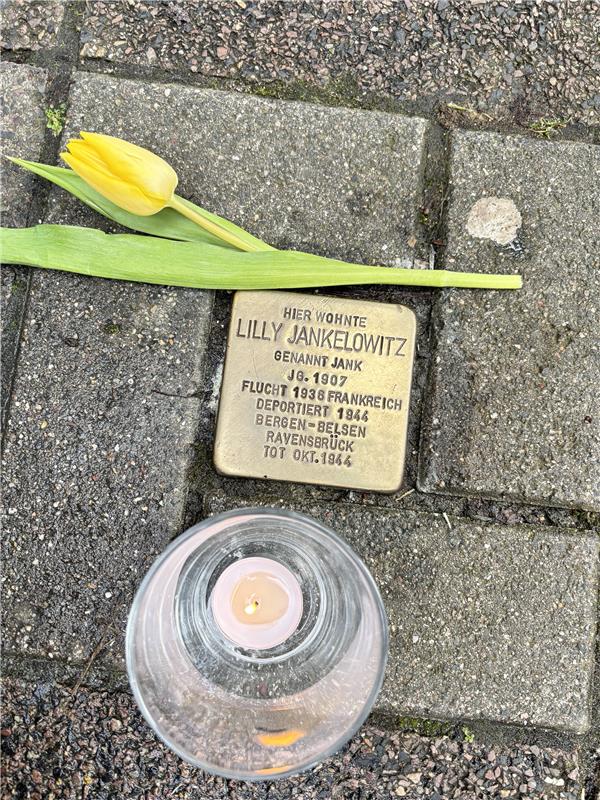 HIER WOHNTE
LILLY JANKELOWITZ
GENANNT JANK
JG. 1907
FLUCHT 1936 FRANKREICH
DEPORTIERT 1944
BERGEN-BELSEN
RAVENSBRÜCK
TOT OKT. 1944